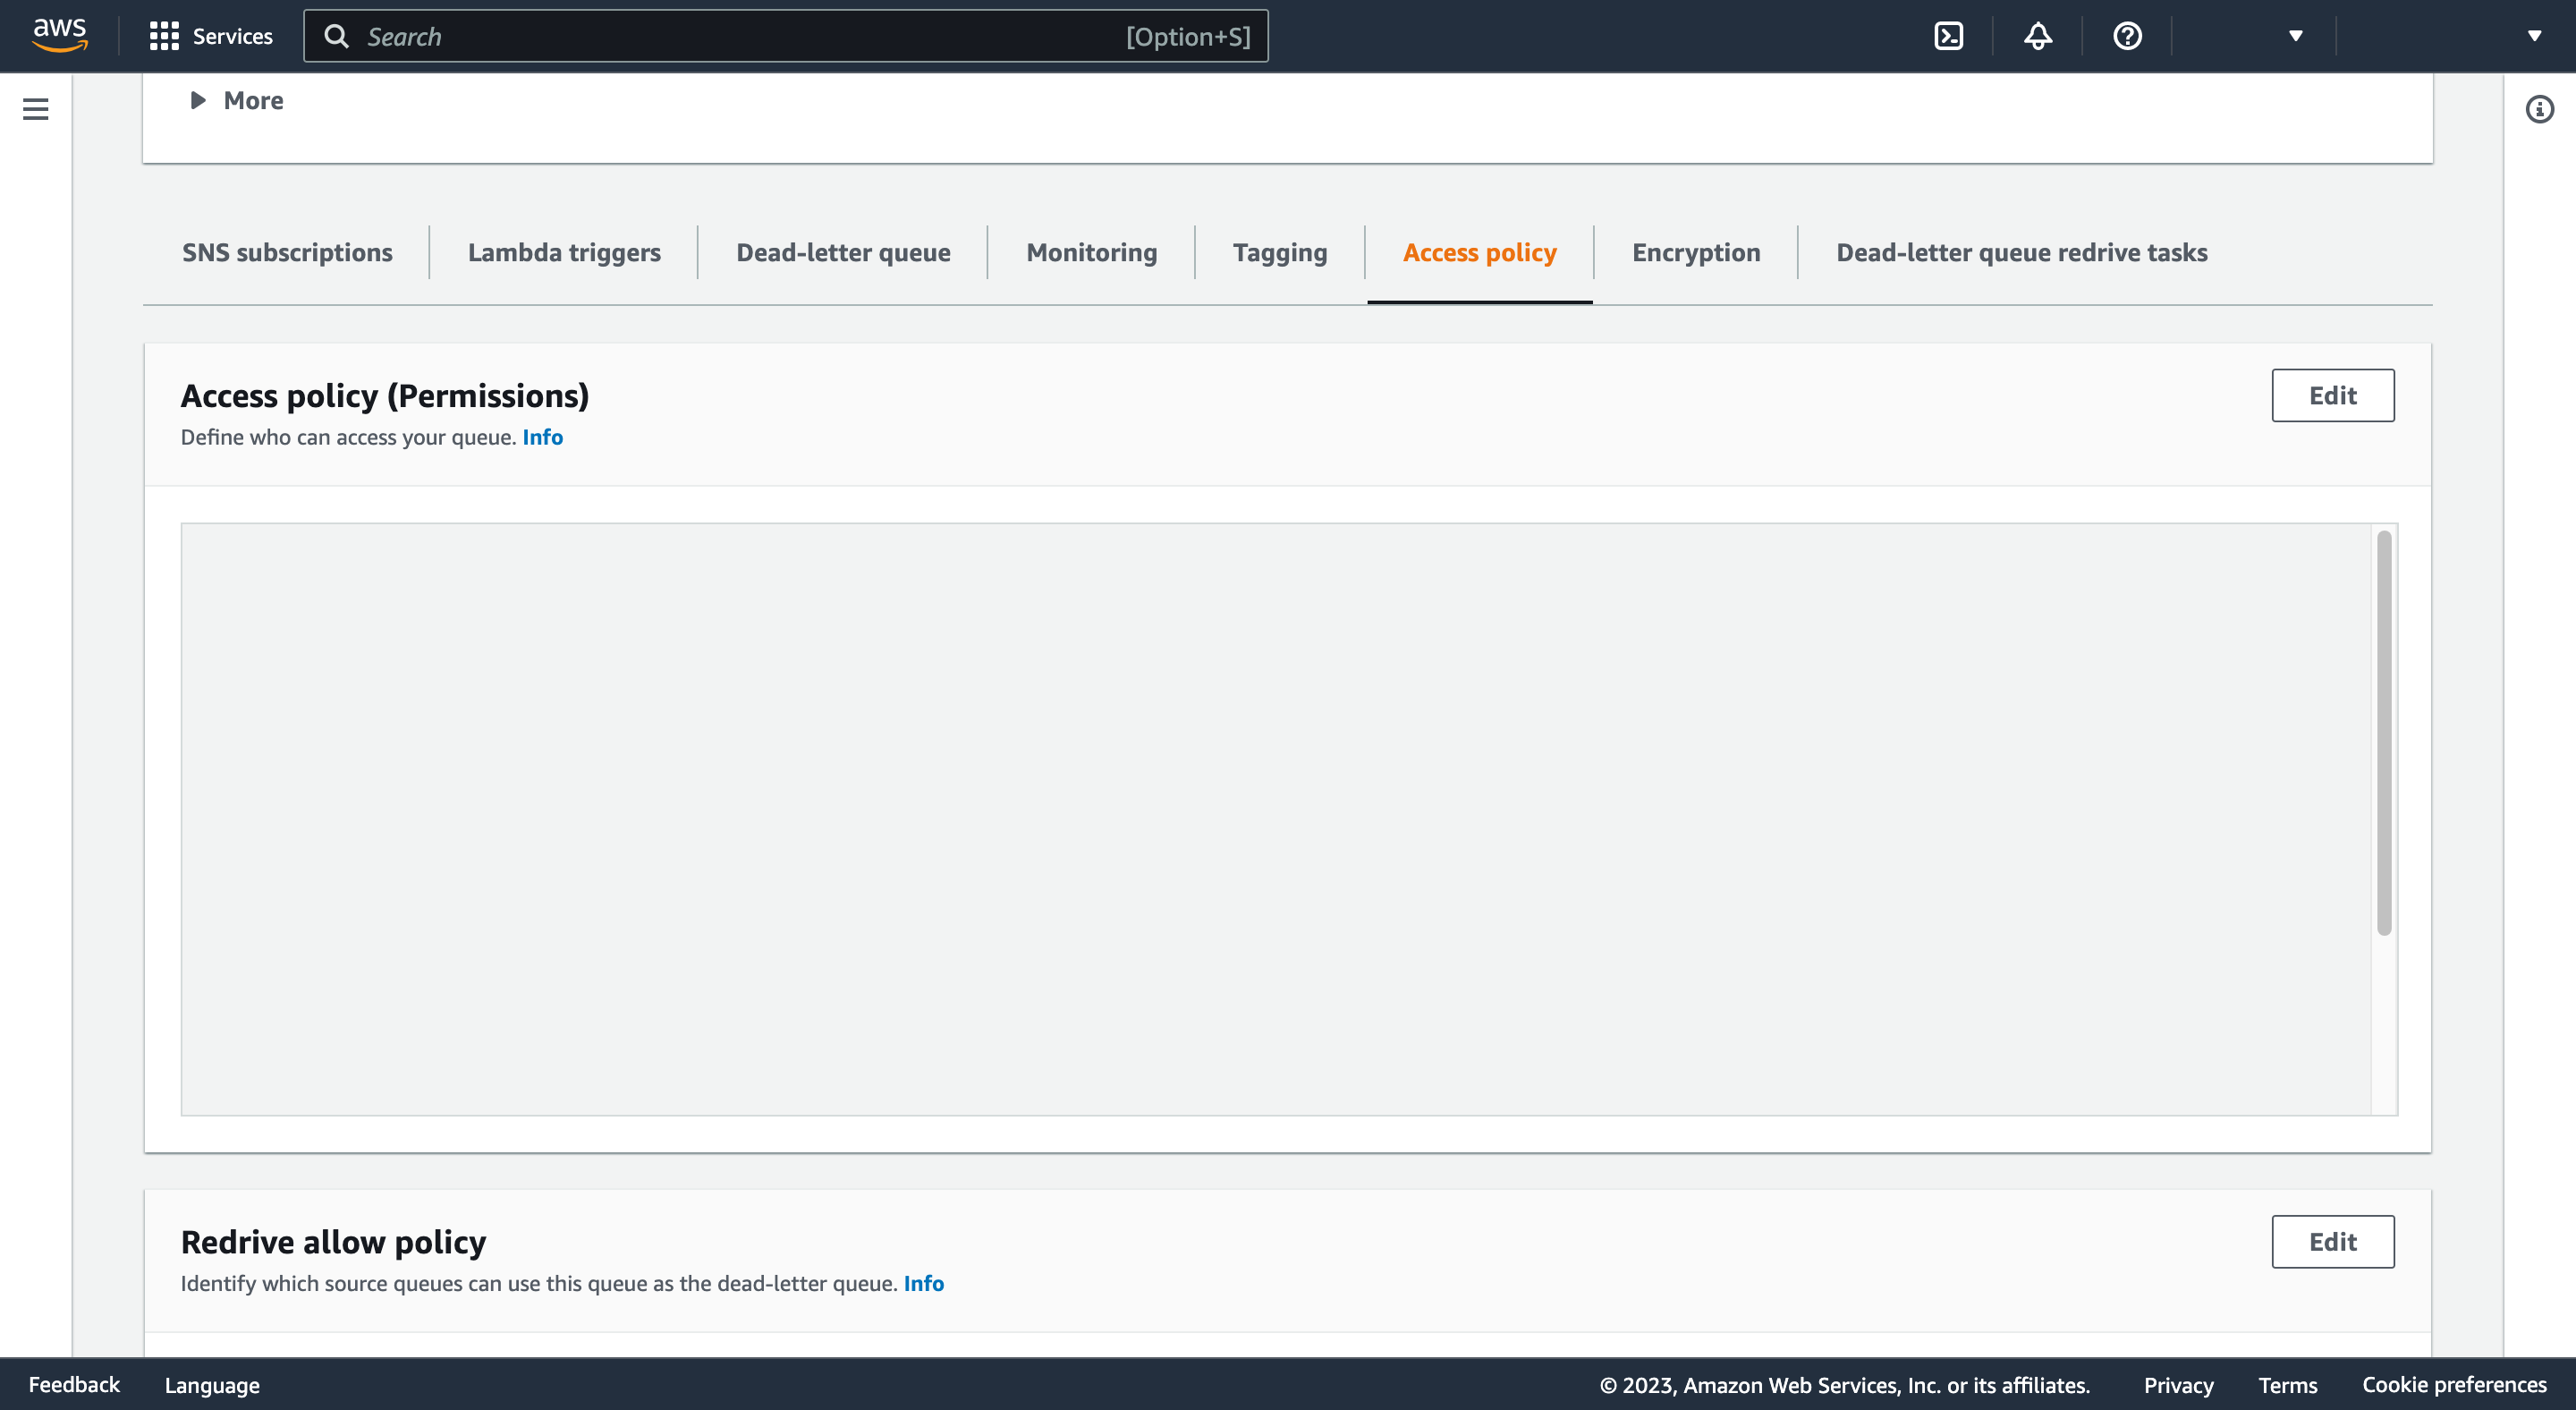 aws Services Search [Option+S]
More
SNS subscriptions Lambda triggers Dead-letter queue Monitoring Tagging Access policy Encryption Dead-letter queue redrive tasks
Access policy (Permissions) Edit
Define who can access your queue. Info
Redrive allow policy Edit
Identify which source queues can use this queue as the dead-letter queue. Info
Feedback Language © 2023, Amazon Web Services, Inc. or its affiliates. Privacy Terms Cookie preferences